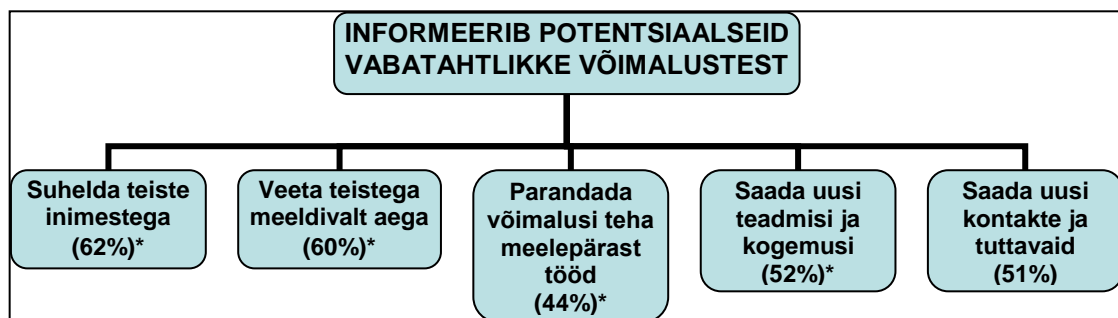 INFORMEERIB POTENTSIAALSEID
VABATAHTLIKKE VÕIMALUSTEST
Suhelda teiste
inimestega
(62%)*
Veeta teistega
meeldivalt aega
(60%)*
Parandada
võimalusi teha
meelepärast
tööd
(44%)*
Saada uusi
teadmisi ja
kogemusi
(52%)*
Saada uusi
kontakte ja
tuttavaid
(51%)